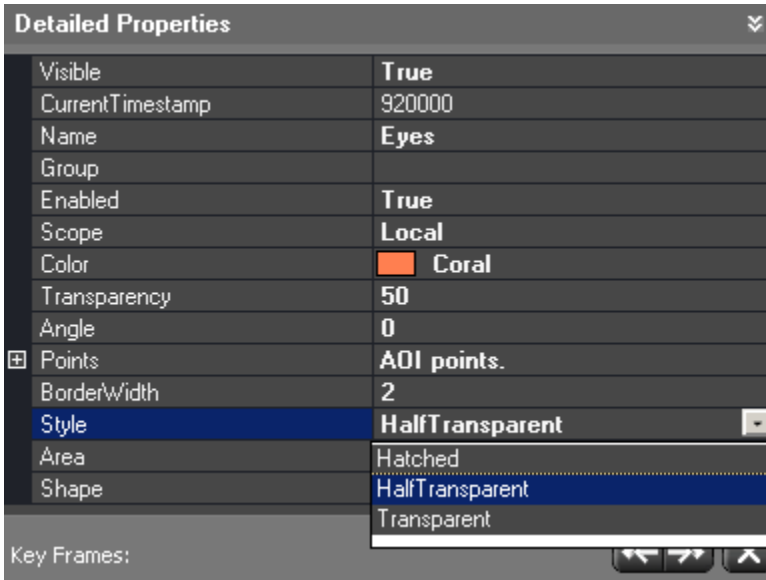 Detailed Properties
Visible True
CurrentTimestamp 920000
Name Eyes
Group
Enabled True
Scope Local
Color Coral
Transparency 50
Angle 0
Points AOI points.
BorderWidth 2
Style HalfTransparent
Area Hatched
Shape HalfTransparent
Transparent
Key Frames: